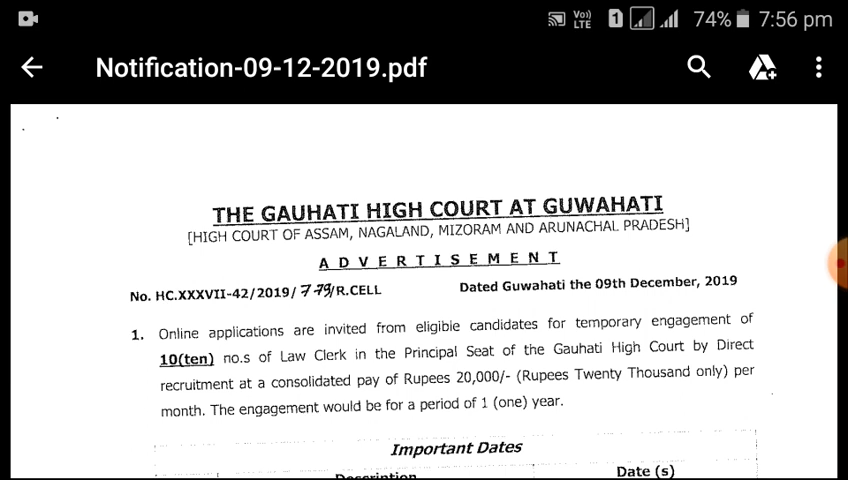 Vo))
LTE
1
74%
7:56 pm
Notification-09-12-2019.pdf
THE GAUHATI HIGH COURT AT GUWAHATI
[HIGH COURT OF ASSAM, NAGALAND, MIZORAM AND ARUNACHAL PRADESH]
A D V E R T I S E M E N T
No. HC.XXXVII-42/2019/779/R.CELL Dated Guwahati the 09th December, 2019
1. Online applications are invited from eligible candidates for temporary engagement of
10(ten) no.s of Law Clerk in the Principal Seat of the Gauhati High Court by Direct
recruitment at a consolidated pay of Rupees 20,000/- (Rupees Twenty Thousand only) per
month. The engagement would be for a period of 1 (one) year.
Important Dates
Description Date (s)